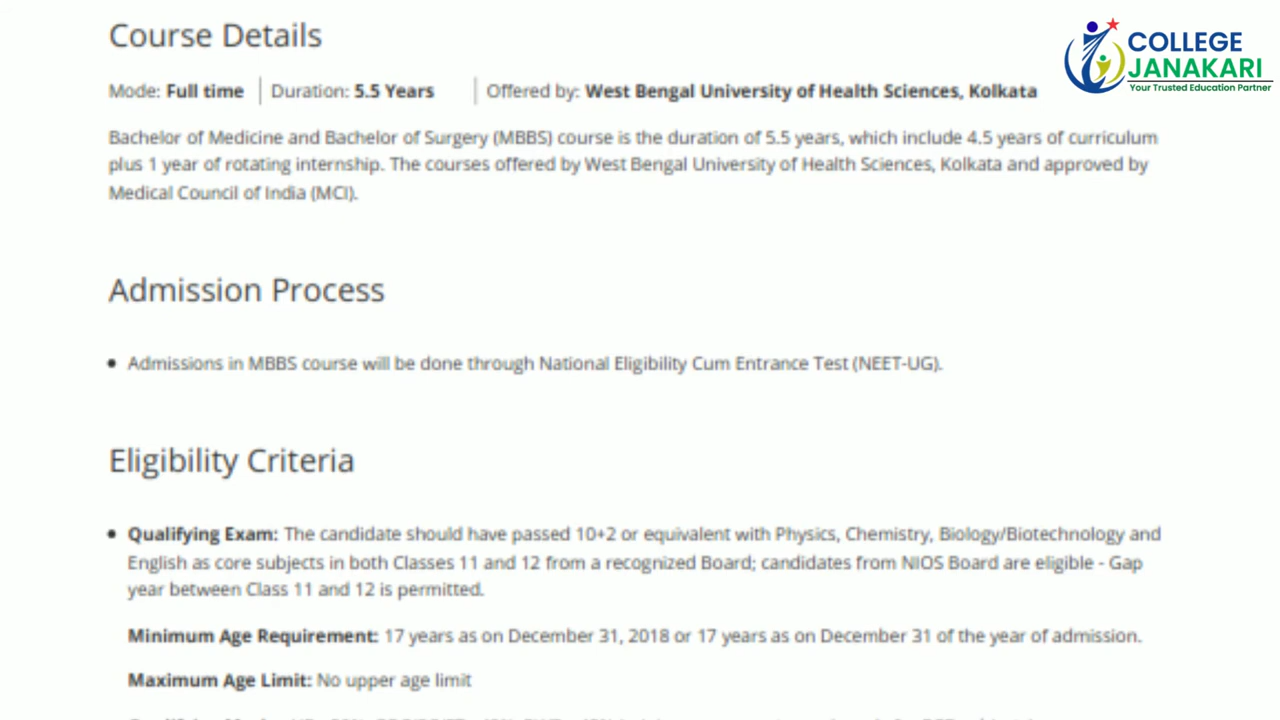 Course Details
COLLEGE
JANAKARI
Your Trusted Education Partner
Mode: Full time | Duration: 5.5 Years | Offered by: West Bengal University of Health Sciences, Kolkata
Bachelor of Medicine and Bachelor of Surgery (MBBS) course is the duration of 5.5 years, which include 4.5 years of curriculum
plus 1 year of rotating internship. The courses offered by West Bengal University of Health Sciences, Kolkata and approved by
Medical Council of India (MCI).
Admission Process
• Admissions in MBBS course will be done through National Eligibility Cum Entrance Test (NEET-UG).
Eligibility Criteria
• Qualifying Exam: The candidate should have passed 10+2 or equivalent with Physics, Chemistry, Biology/Biotechnology and
English as core subjects in both Classes 11 and 12 from a recognized Board; candidates from NIOS Board are eligible - Gap
year between Class 11 and 12 is permitted.
Minimum Age Requirement: 17 years as on December 31, 2018 or 17 years as on December 31 of the year of admission.
Maximum Age Limit: No upper age limit